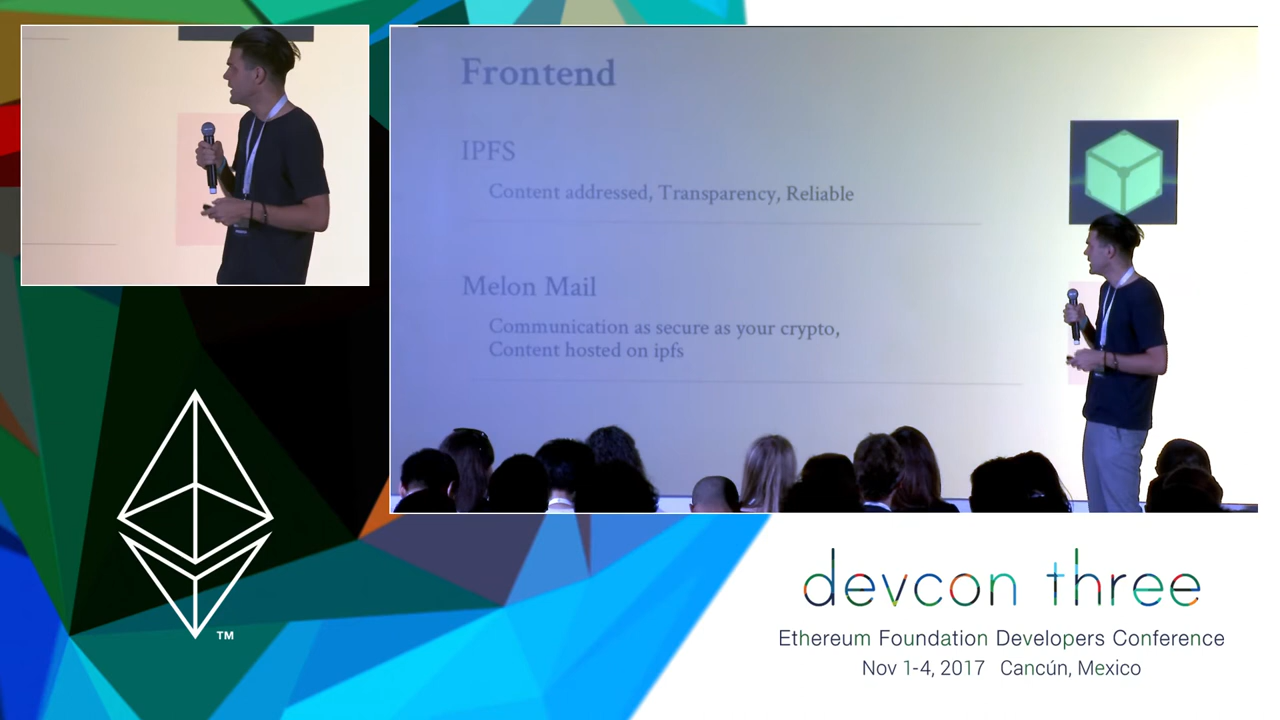 Frontend
IPFS
Content addressed, Transparency, Reliable
Melon Mail
Communication as secure as your crypto,
Content hosted on ipfs
TM
devcon three
Ethereum Foundation Developers Conference
Nov 1-4, 2017 Cancún, Mexico